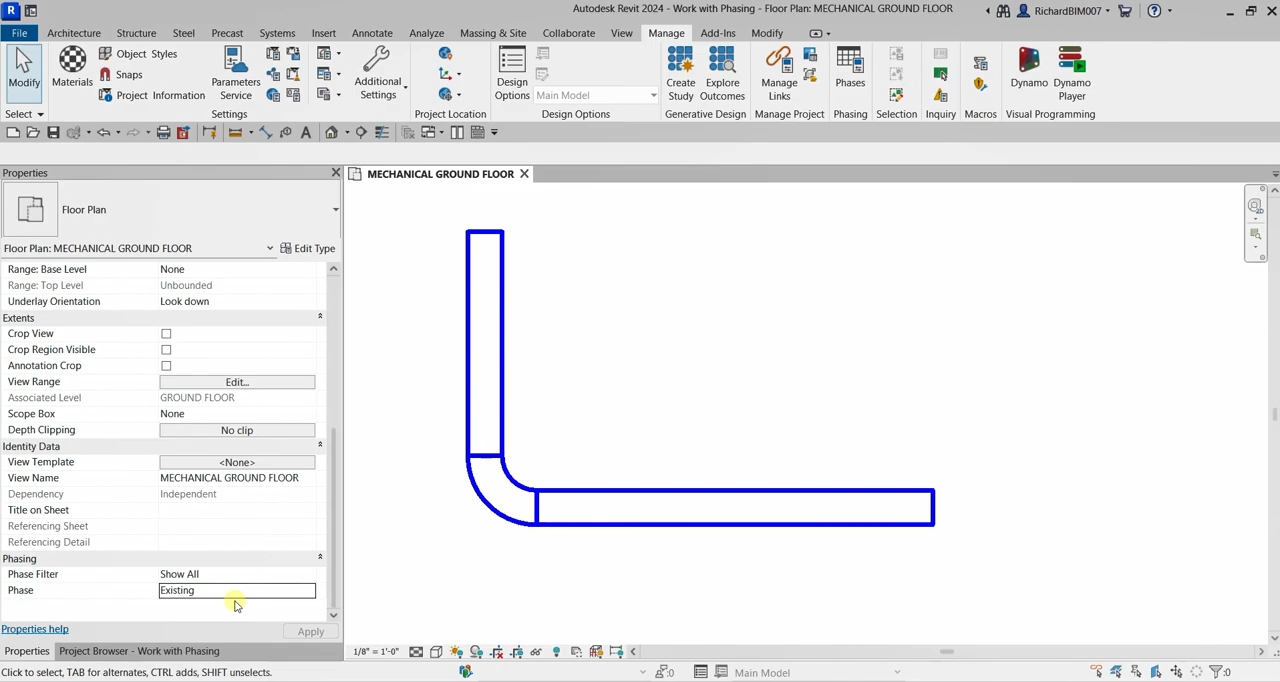 R
Autodesk Revit 2024 - Work with Phasing - Floor Plan: MECHANICAL GROUND FLOOR
RichardBIM007
File Architecture Structure Steel Precast Systems Insert Annotate Analyze Massing & Site Collaborate View Manage Add-Ins Modify
Modify
Select
Materials
Object Styles
Snaps
Project Information
Parameters
Service
Additional
Settings
Settings
Project Location
Design
Options
Main Model
Design Options
Create
Study
Explore
Outcomes
Generative Design
Manage
Links
Manage Project
Phases
Phasing
Selection
Inquiry
Macros
Dynamo
Dynamo
Player
Visual Programming
Properties
MECHANICAL GROUND FLOOR
Floor Plan
Floor Plan: MECHANICAL GROUND FLOOR
Edit Type
Range: Base Level None
Range: Top Level Unbounded
Underlay Orientation Look down
Extents
Crop View
Crop Region Visible
Annotation Crop
View Range Edit...
Associated Level GROUND FLOOR
Scope Box None
Depth Clipping No clip
Identity Data
View Template <None>
View Name MECHANICAL GROUND FLOOR
Dependency Independent
Title on Sheet
Referencing Sheet
Referencing Detail
Phasing
Phase Filter Show All
Phase Existing
Properties help
Apply
Properties Project Browser - Work with Phasing
1/8" = 1'-0"
Click to select, TAB for alternates, CTRL adds, SHIFT unselects.
:0
Main Model
:0